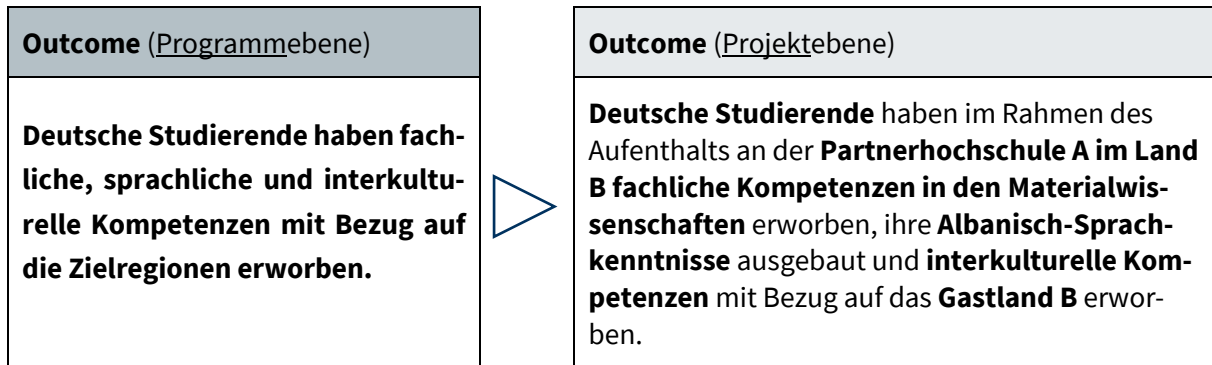 Outcome (Programmebene)
Deutsche Studierende haben fach-
liche, sprachliche und interkultu-
relle Kompetenzen mit Bezug auf
die Zielregionen erworben.
Outcome (Projektebene)
Deutsche Studierende haben im Rahmen des
Aufenthalts an der Partnerhochschule A im Land
B fachliche Kompetenzen in den Materialwis-
senschaften erworben, ihre Albanisch-Sprach-
kenntnisse ausgebaut und interkulturelle Kom-
petenzen mit Bezug auf das Gastland B erwor-
ben.